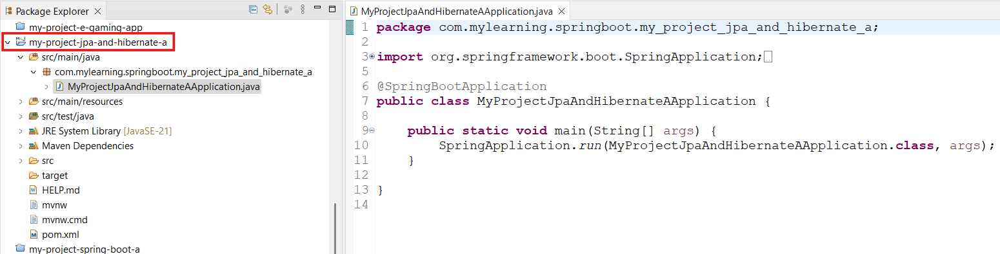 Package Explorer
my-project-e-gaming-app
my-project-jpa-and-hibernate-a
src/main/java
com.mylearning.springboot.my_project_jpa_and_hibernate_a
MyProjectJpaAndHibernateAApplication.java
src/main/resources
src/test/java
JRE System Library [JavaSE-21]
Maven Dependencies
src
target
HELP.md
mvnw
mvnw.cmd
pom.xml
my-project-spring-boot-a
MyProjectJpaAndHibernateAApplication.java
1 package com.mylearning.springboot.my_project_jpa_and_hibernate_a;
2
3 import org.springframework.boot.SpringApplication;
5
6 @SpringBootApplication
7 public class MyProjectJpaAndHibernateAApplication {
8
9 public static void main(String[] args) {
10 SpringApplication.run(MyProjectJpaAndHibernateAApplication.class, args);
11 }
12
13 }
14